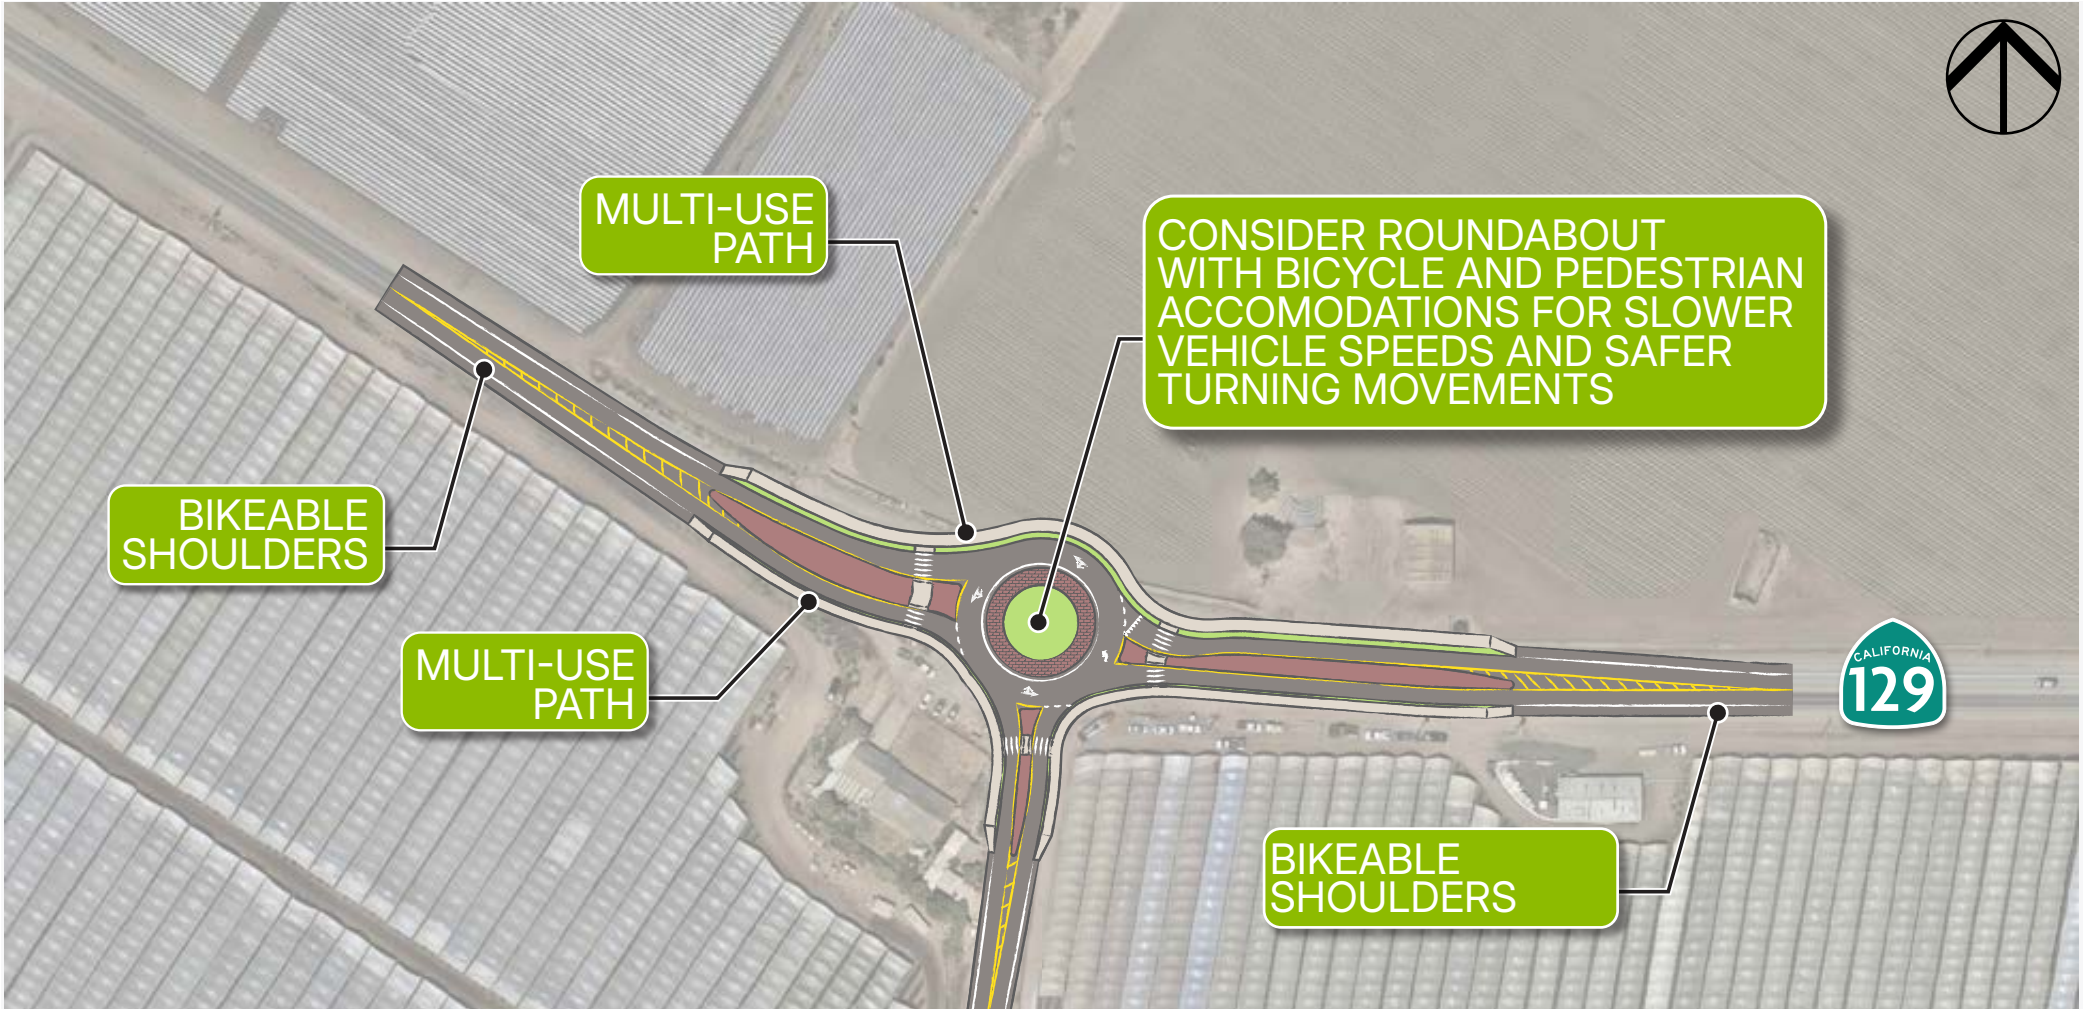 MULTI-USE
PATH
CONSIDER ROUNDABOUT
WITH BICYCLE AND PEDESTRIAN
ACCOMODATIONS FOR SLOWER
VEHICLE SPEEDS AND SAFER
TURNING MOVEMENTS
BIKEABLE
SHOULDERS
MULTI-USE
PATH
CALIFORNIA
129
BIKEABLE
SHOULDERS